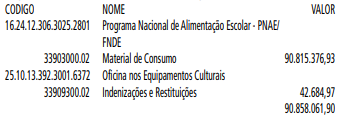 CODIGO NOME VALOR
16.24.12.306.3025.2801 Programa Nacional de Alimentação Escolar - PNAE/
FNDE
33903000.02 Material de Consumo 90.815.376,93
25.10.13.392.3001.6372 Oficina nos Equipamentos Culturais
33909300.02 Indenizações e Restituições 42.684,97
90.858.061,90